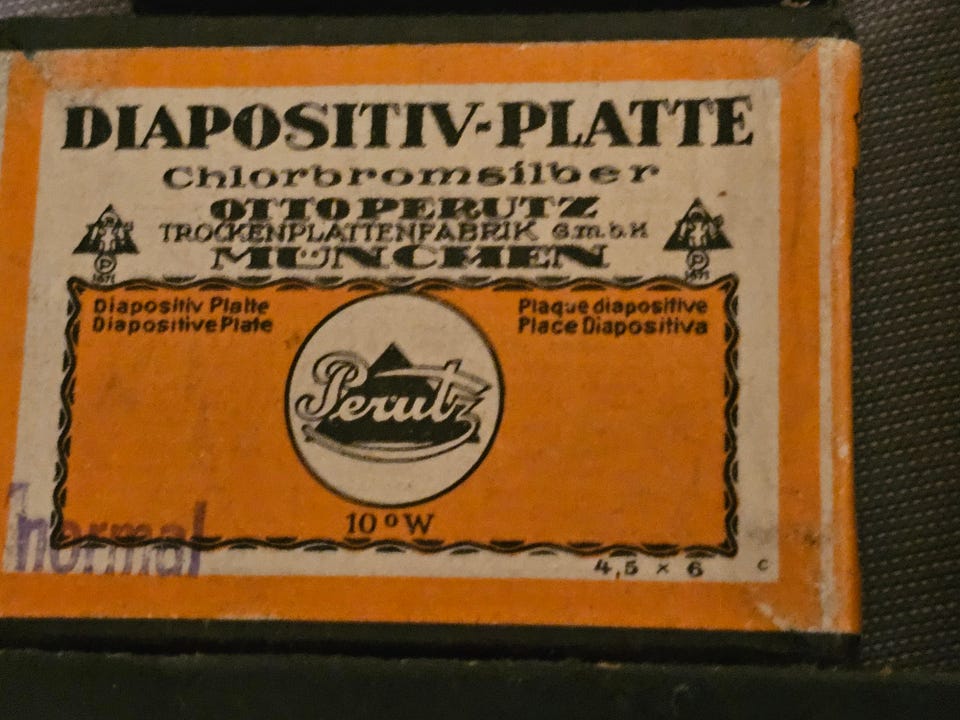 DIAPOSITIV-PLATTE
Chlorbromsilber
OTTO PERUTZ
TROCKENPLATTENFABRIK G.m.b.H
MÜNCHEN
Diapositiv Platte
Diapositive Plate
Plaque diapositive
Place Diapositiva
Perutz
10° W
normal
4,5 x 6 c